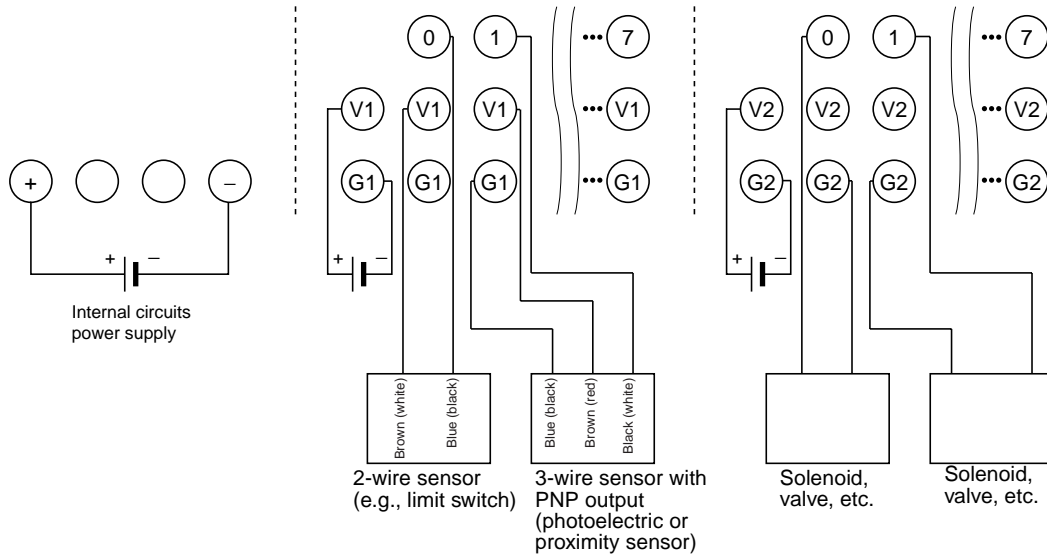 0 1 ••• 7
V1 V1 V1 ••• V1
G1 G1 G1 ••• G1
+ −
0 1 ••• 7
V2 V2 V2 ••• V2
G2 G2 G2 ••• G2
+ −
+ −
+ −
+ −
Internal circuits
power supply
Brown (white)
Blue (black)
Blue (black)
Brown (red)
Black (white)
2-wire sensor
(e.g., limit switch)
3-wire sensor with
PNP output
(photoelectric or
proximity sensor)
Solenoid,
valve, etc.
Solenoid,
valve, etc.